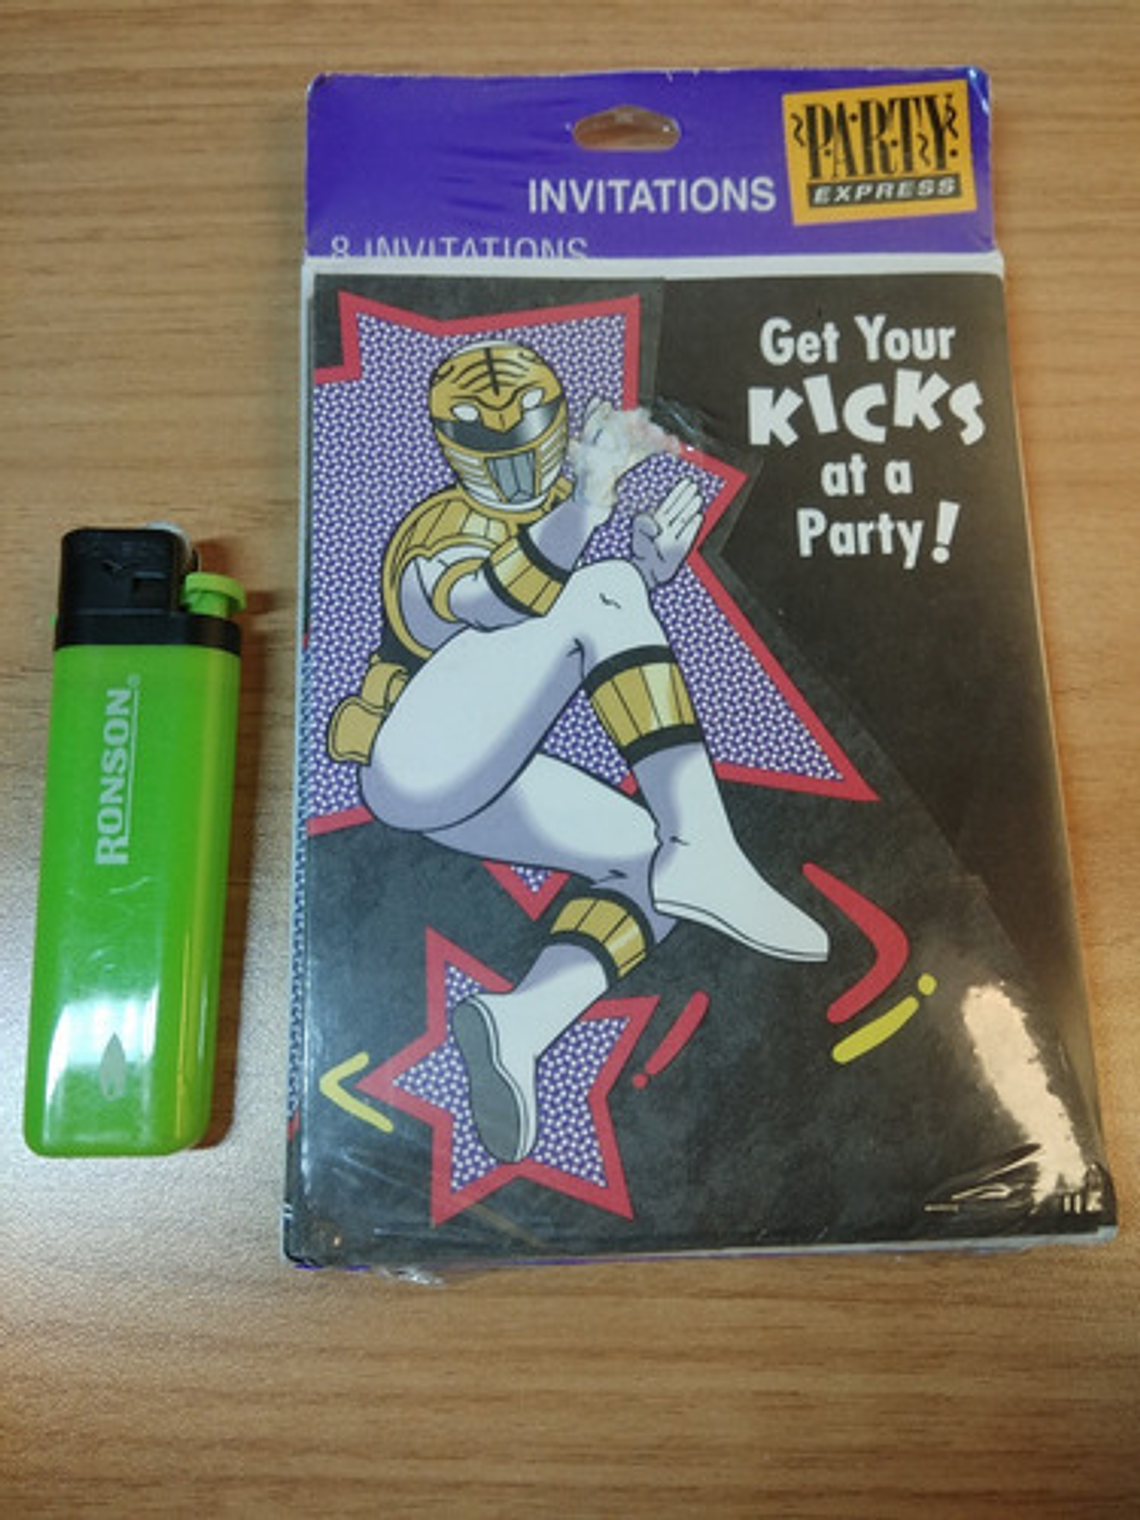 PARTY
EXPRESS
INVITATIONS
8 INVITATIONS
Get Your
KICKS
at a
Party!
RONSON®